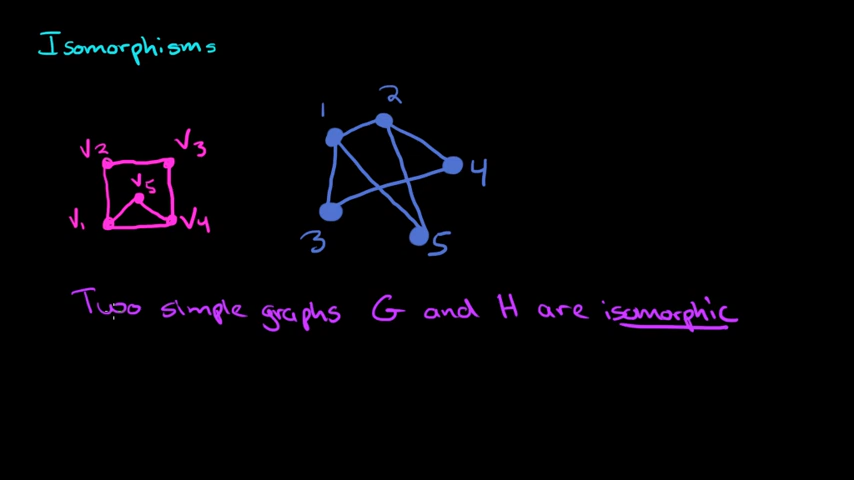 Isomorphisms
1 2
V2 V3
V5 4
V1 V4
3 5
Two simple graphs G and H are isomorphic